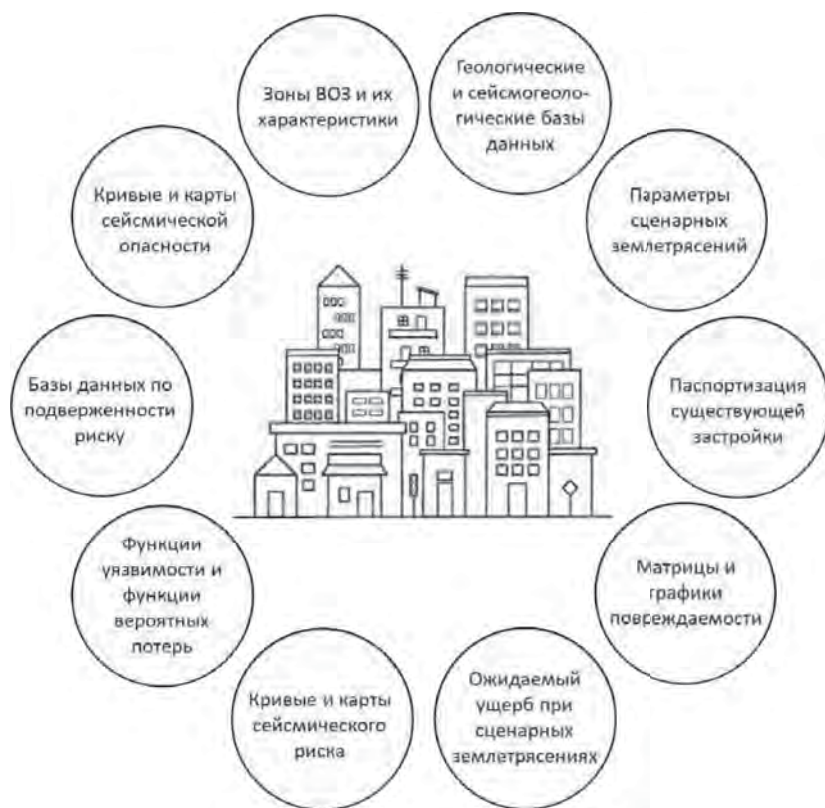 Зоны ВОЗ и их
характеристики
Геологические
и сейсмогеоло-
гические базы
данных
Кривые и карты
сейсмической
опасности
Параметры
сценарных
землетрясений
Базы данных по
подверженности
риску
Паспортизация
существующей
застройки
Функции
уязвимости и
функции
вероятных
потерь
Матрицы и
графики
повреждаемости
Кривые и карты
сейсмического
риска
Ожидаемый
ущерб при
сценарных
землетрясениях